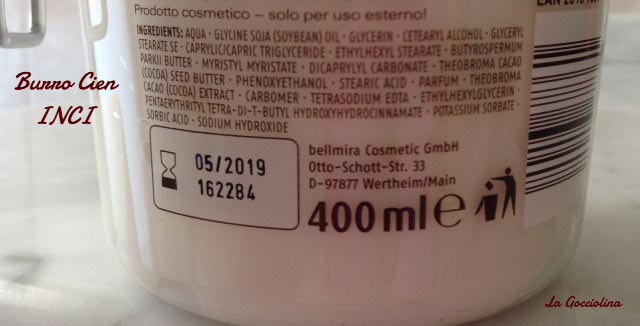 Prodotto cosmetico – solo per uso esterno!
INGREDIENTS: AQUA · GLYCINE SOJA (SOYBEAN) OIL · GLYCERIN · CETEARYL ALCOHOL · GLYCERYL
STEARATE SE · CAPRYLIC/CAPRIC TRIGLYCERIDE · ETHYLHEXYL STEARATE · BUTYROSPERMUM
PARKII BUTTER · MYRISTYL MYRISTATE · DICAPRYLYL CARBONATE · THEOBROMA CACAO
(COCOA) SEED BUTTER · PHENOXYETHANOL · STEARIC ACID · PARFUM · THEOBROMA
CACAO (COCOA) EXTRACT · CARBOMER · TETRASODIUM EDTA · ETHYLHEXYLGLYCERIN ·
PENTAERYTHRITYL TETRA-DI-T-BUTYL HYDROXYHYDROCINNAMATE · POTASSIUM SORBATE ·
SORBIC ACID · SODIUM HYDROXIDE
Burro Cien
INCI
05/2019
162284
bellmira Cosmetic GmbH
Otto-Schott-Str. 33
D-97877 Wertheim/Main
400 ml e
La Gocciolina